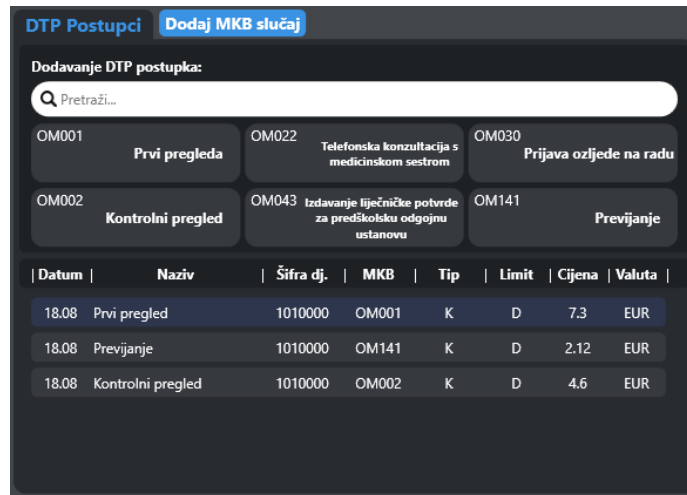 DTP Postupci Dodaj MKB slučaj
Dodavanje DTP postupka:
Pretraži...
OM001
Prvi pregleda
OM022
Telefonska konzultacija s
medicinskom sestrom
OM030
Prijava ozljede na radu
OM002
Kontrolni pregled
OM043
Izdavanje liječničke potvrde
za predškolsku odgojnu
ustanovu
OM141
Previjanje
| Datum | Naziv | Šifra dj. | MKB | Tip | Limit | Cijena | Valuta |
18.08 Prvi pregled 1010000 OM001 K D 7.3 EUR
18.08 Previjanje 1010000 OM141 K D 2.12 EUR
18.08 Kontrolni pregled 1010000 OM002 K D 4.6 EUR